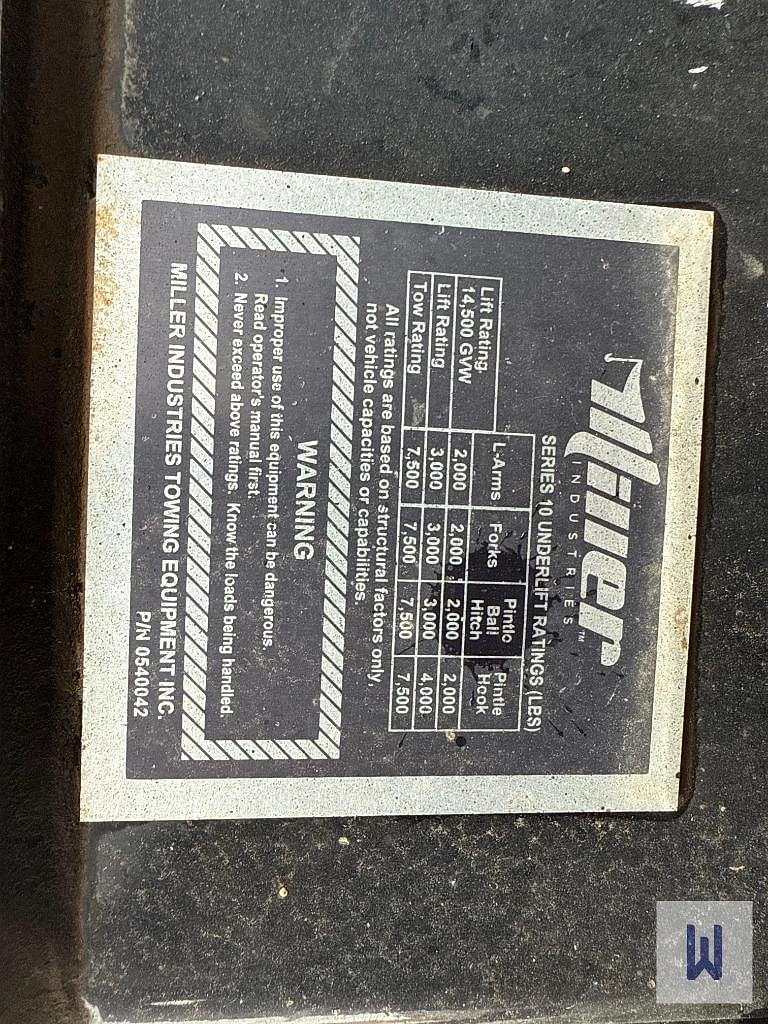 Miller
INDUSTRIES™
SERIES 10 UNDERLIFT RATINGS (LBS)
L-Arms Forks Pintle Ball Hitch Pintle Hook
Lift Rating. 14,500 GVW 2,000 2,000 2,000 2,000
Lift Rating 3,000 3,000 3,000 4,000
Tow Rating 7,500 7,500 7,500 7,500
All ratings are based on structural factors only,
not vehicle capacities or capabilities.
WARNING
1. Improper use of this equipment can be dangerous.
Read operator's manual first.
2. Never exceed above ratings. Know the loads being handled.
MILLER INDUSTRIES TOWING EQUIPMENT INC.
P/N 0540042
W